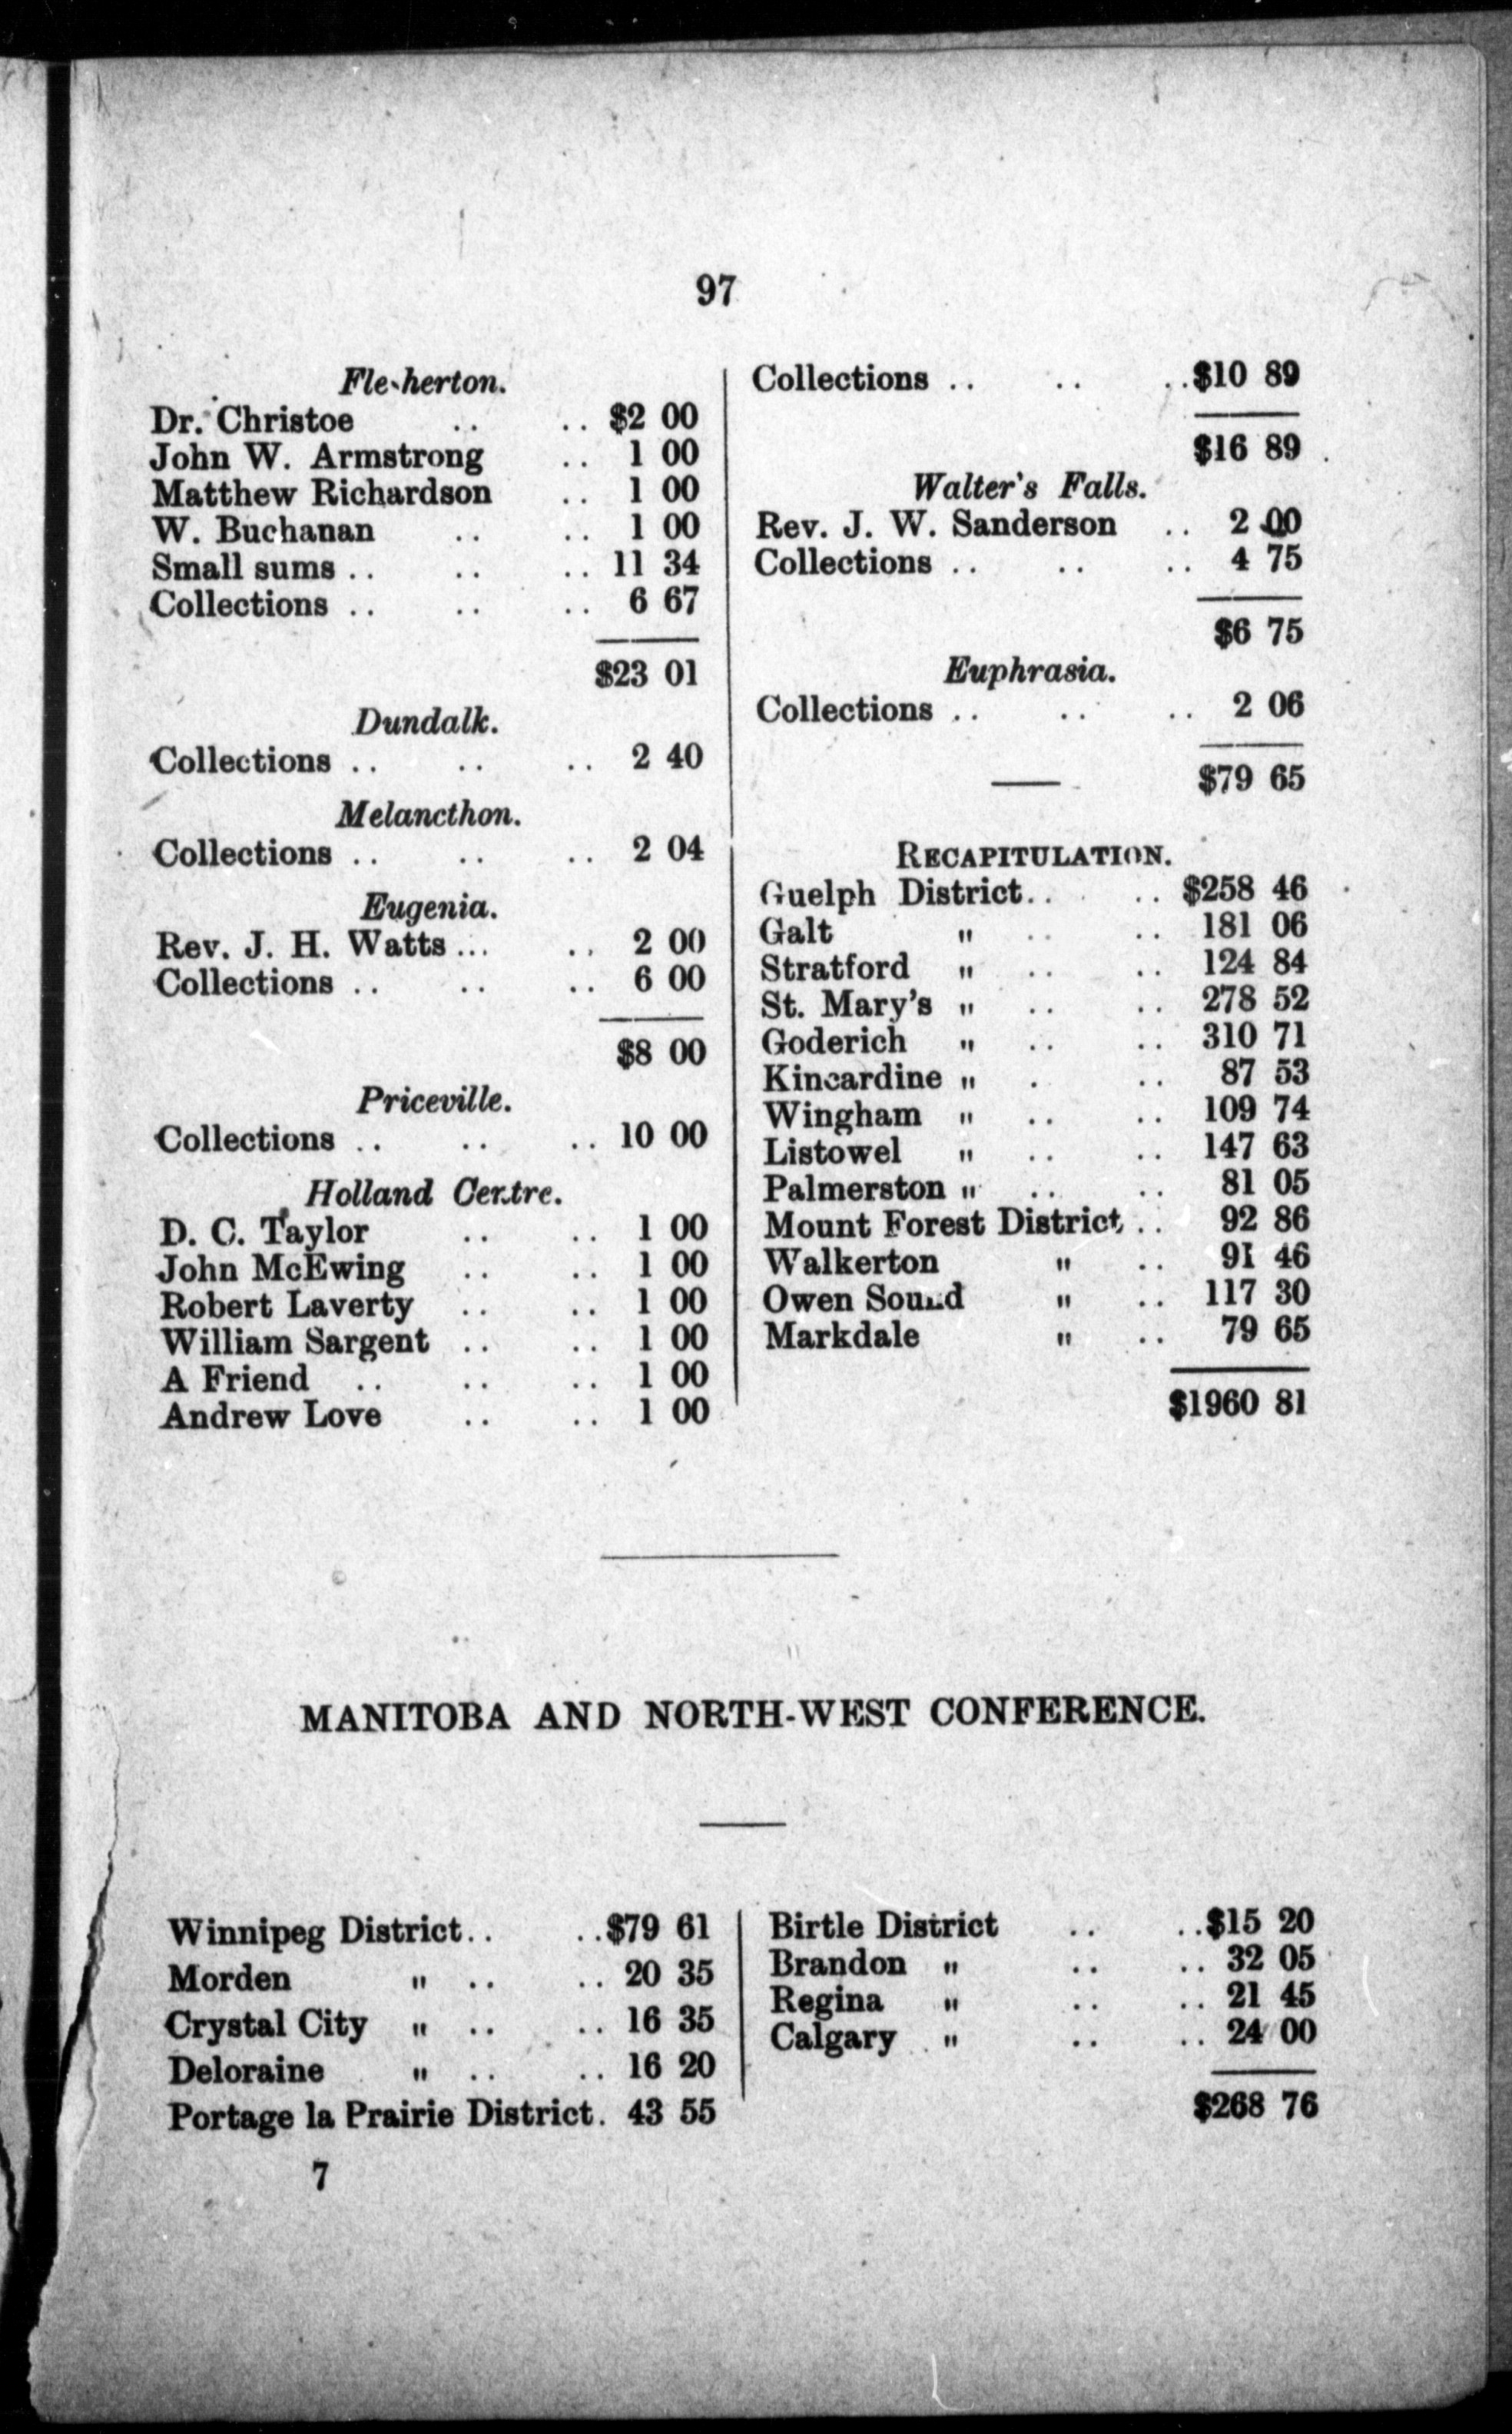 97
Flesherton.
Dr. Christoe .. .. $2 00
John W. Armstrong .. 1 00
Matthew Richardson .. 1 00
W. Buchanan .. .. 1 00
Small sums .. .. .. 11 34
Collections .. .. .. 6 67
$23 01
Dundalk.
Collections .. .. .. 2 40
Melancthon.
Collections .. .. .. 2 04
Eugenia.
Rev. J. H. Watts ... .. 2 00
Collections .. .. .. 6 00
$8 00
Priceville.
Collections .. .. .. 10 00
Holland Centre.
D. C. Taylor .. .. 1 00
John McEwing .. .. 1 00
Robert Laverty .. .. 1 00
William Sargent .. .. 1 00
A Friend .. .. .. 1 00
Andrew Love .. .. 1 00
Collections .. .. .. $10 89
$16 89
Walter's Falls.
Rev. J. W. Sanderson .. 2 00
Collections .. .. .. 4 75
$6 75
Euphrasia.
Collections .. .. .. 2 06
$79 65
RECAPITULATION.
Guelph District .. .. $258 46
Galt " .. .. 181 06
Stratford " .. .. 124 84
St. Mary's " .. .. 278 52
Goderich " .. .. 310 71
Kincardine " . .. 87 53
Wingham " .. .. 109 74
Listowel " .. .. 147 63
Palmerston " .. .. 81 05
Mount Forest District .. 92 86
Walkerton " .. 91 46
Owen Sound " .. 117 30
Markdale " .. 79 65
$1960 81
MANITOBA AND NORTH-WEST CONFERENCE.
Winnipeg District .. .. $79 61
Morden " .. .. 20 35
Crystal City " .. .. 16 35
Deloraine " .. .. 16 20
Portage la Prairie District. 43 55
Birtle District .. .. $15 20
Brandon " .. .. 32 05
Regina " .. .. 21 45
Calgary " .. .. 24 00
$268 76
7